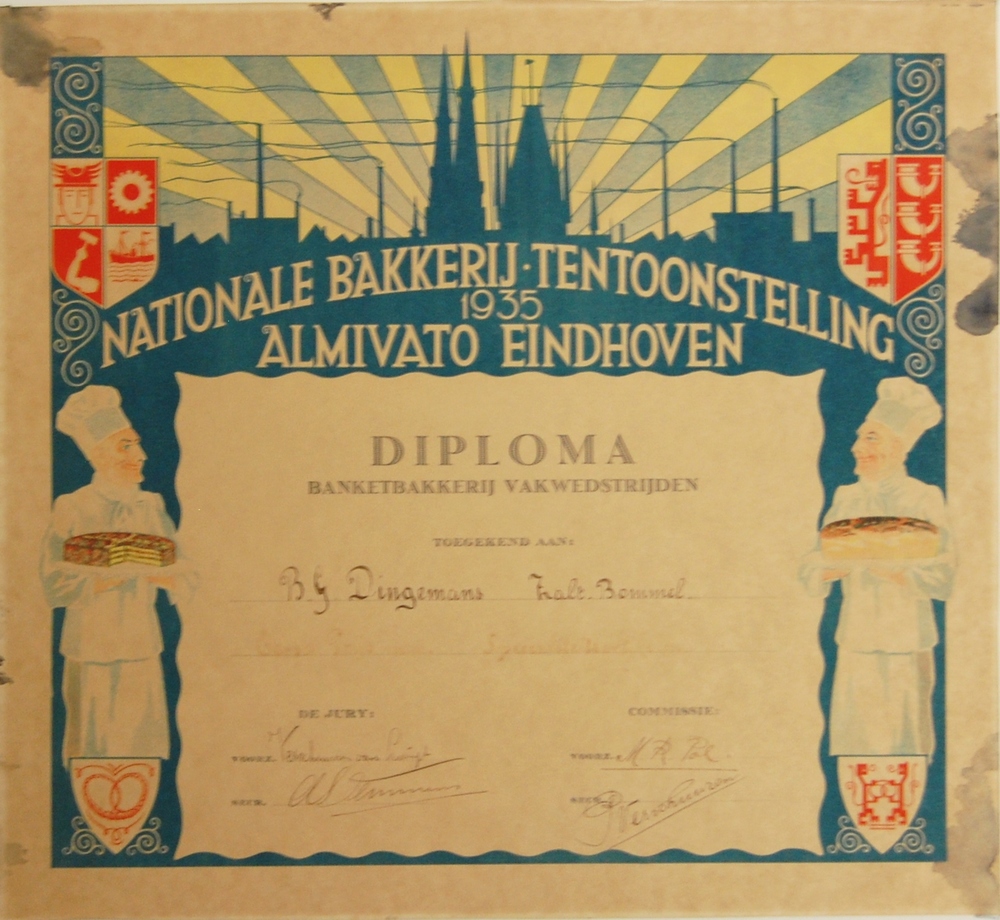 NATIONALE BAKKERIJ·TENTOONSTELLING
1935
ALMIVATO EINDHOVEN
DIPLOMA
BANKETBAKKERIJ VAKWEDSTRIJDEN
TOEGEKEND AAN:
B G Dingemans Zalt-Bommel.
DE JURY: COMMISSIE:
VOORZ. VOORZ.
SECR. SECR. Verschuuren